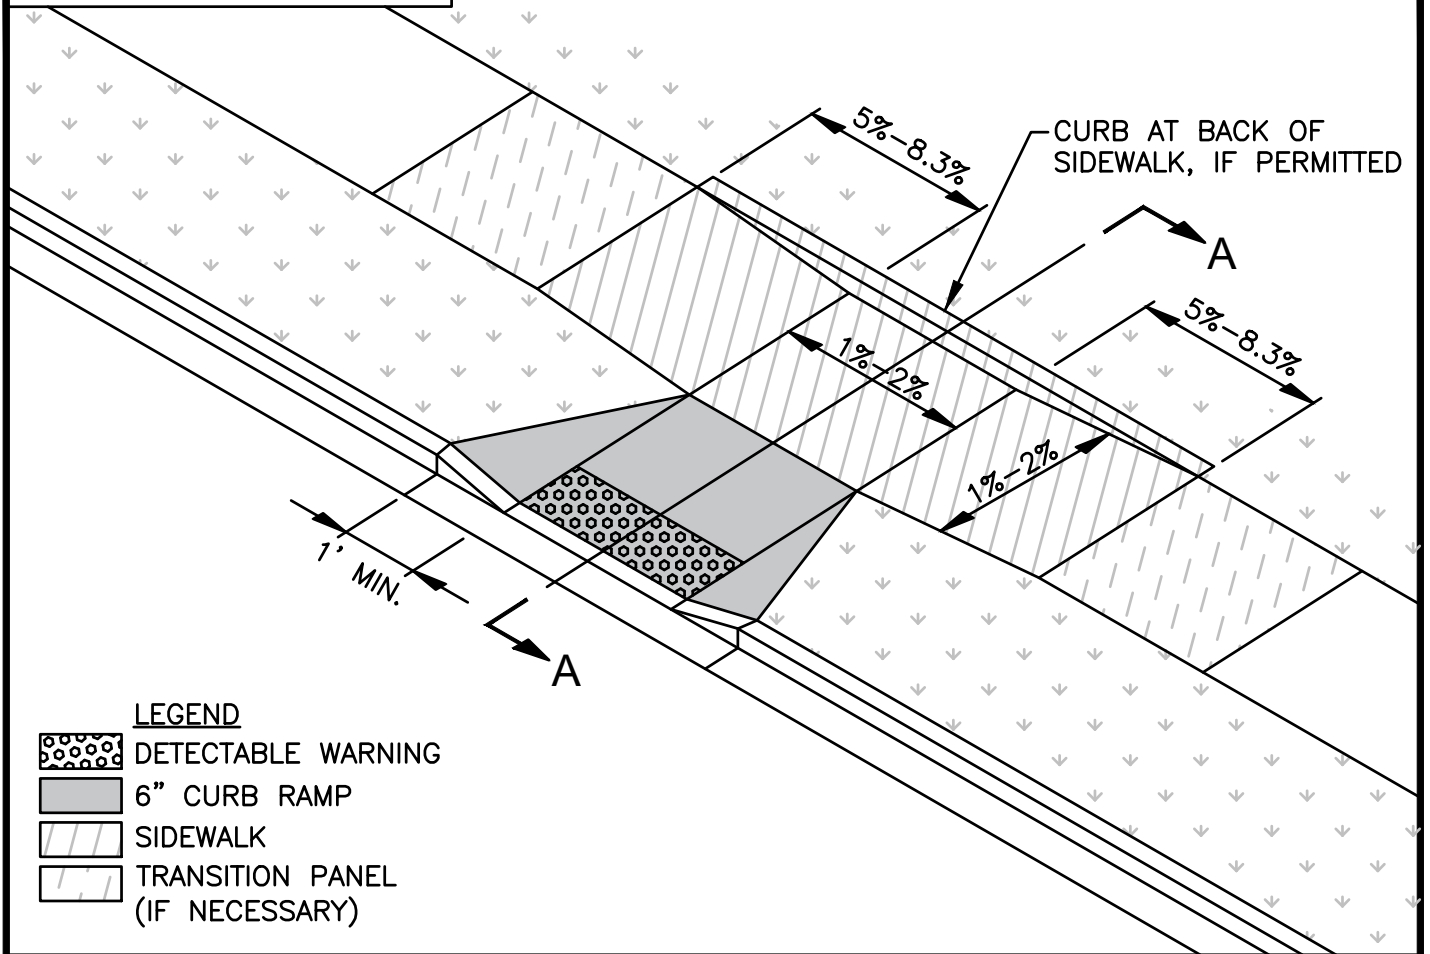 5%-8.3%
CURB AT BACK OF
SIDEWALK, IF PERMITTED
A
5%-8.3%
1%-2%
1%-2%
1' MIN.
A
LEGEND
DETECTABLE WARNING
6" CURB RAMP
SIDEWALK
TRANSITION PANEL
(IF NECESSARY)